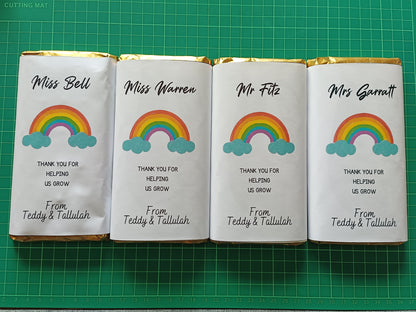 CUTTING MAT
Miss Bell
THANK YOU FOR
HELPING
US GROW
From
Teddy & Tallulah
Miss Warren
THANK YOU FOR
HELPING
US GROW
From
Teddy & Tallulah
Mr Fitz
THANK YOU FOR
HELPING
US GROW
From
Teddy & Tallulah
Mrs Garratt
THANK YOU FOR
HELPING
US GROW
From
Teddy & Tallulah